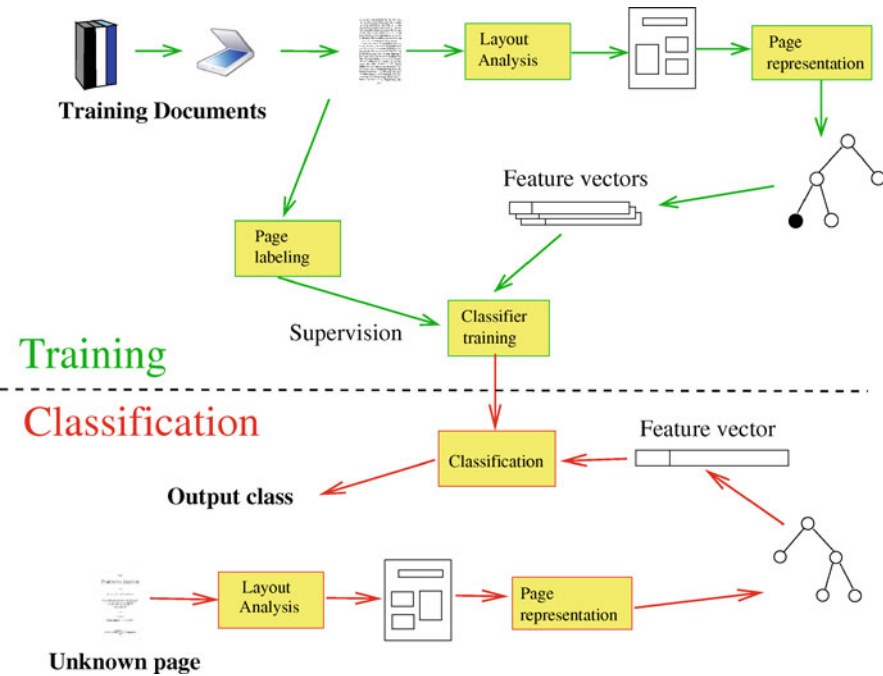 Layout
Analysis
Page
representation
Training Documents
Feature vectors
Page
labeling
Classifier
training
Supervision
Training
Classification
Feature vector
Classification
Output class
Layout
Analysis
Page
representation
Unknown page